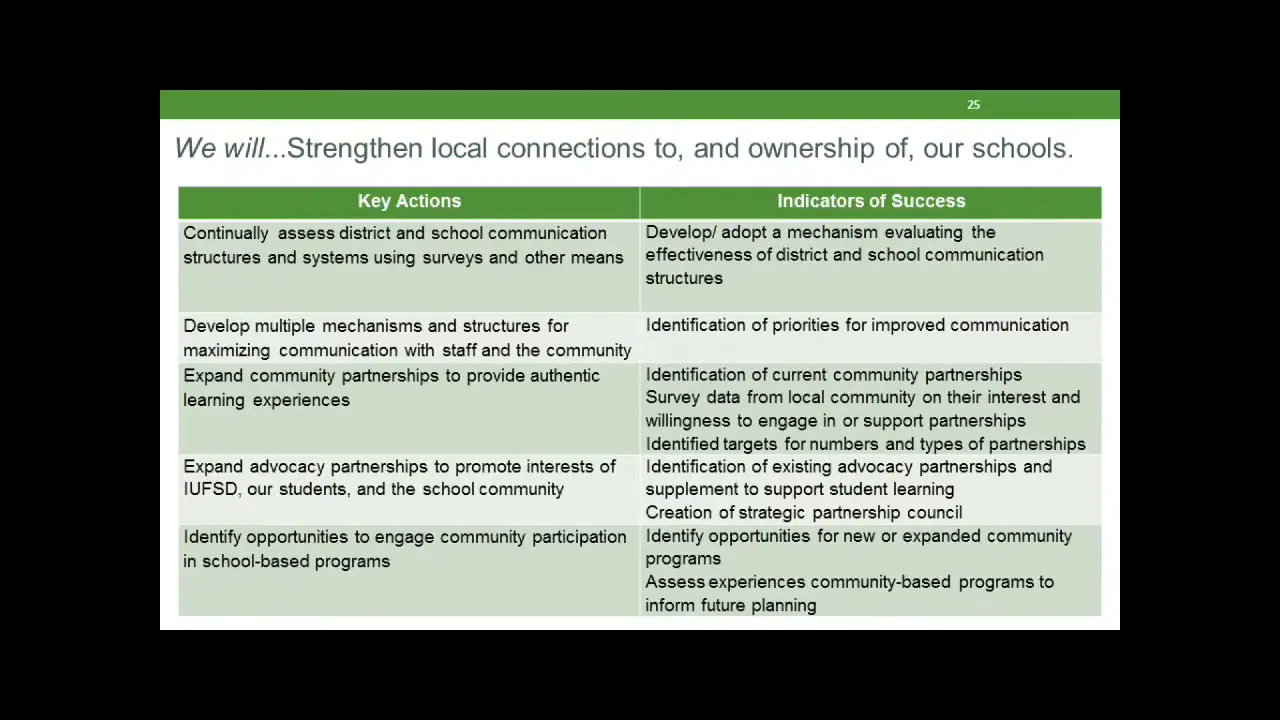 25
We will...Strengthen local connections to, and ownership of, our schools.
Key Actions
Indicators of Success
Continually assess district and school communication
structures and systems using surveys and other means
Develop/ adopt a mechanism evaluating the
effectiveness of district and school communication
structures
Develop multiple mechanisms and structures for
maximizing communication with staff and the community
Identification of priorities for improved communication
Expand community partnerships to provide authentic
learning experiences
Identification of current community partnerships
Survey data from local community on their interest and
willingness to engage in or support partnerships
Identified targets for numbers and types of partnerships
Expand advocacy partnerships to promote interests of
IUFSD, our students, and the school community
Identification of existing advocacy partnerships and
supplement to support student learning
Creation of strategic partnership council
Identify opportunities to engage community participation
in school-based programs
Identify opportunities for new or expanded community
programs
Assess experiences community-based programs to
inform future planning